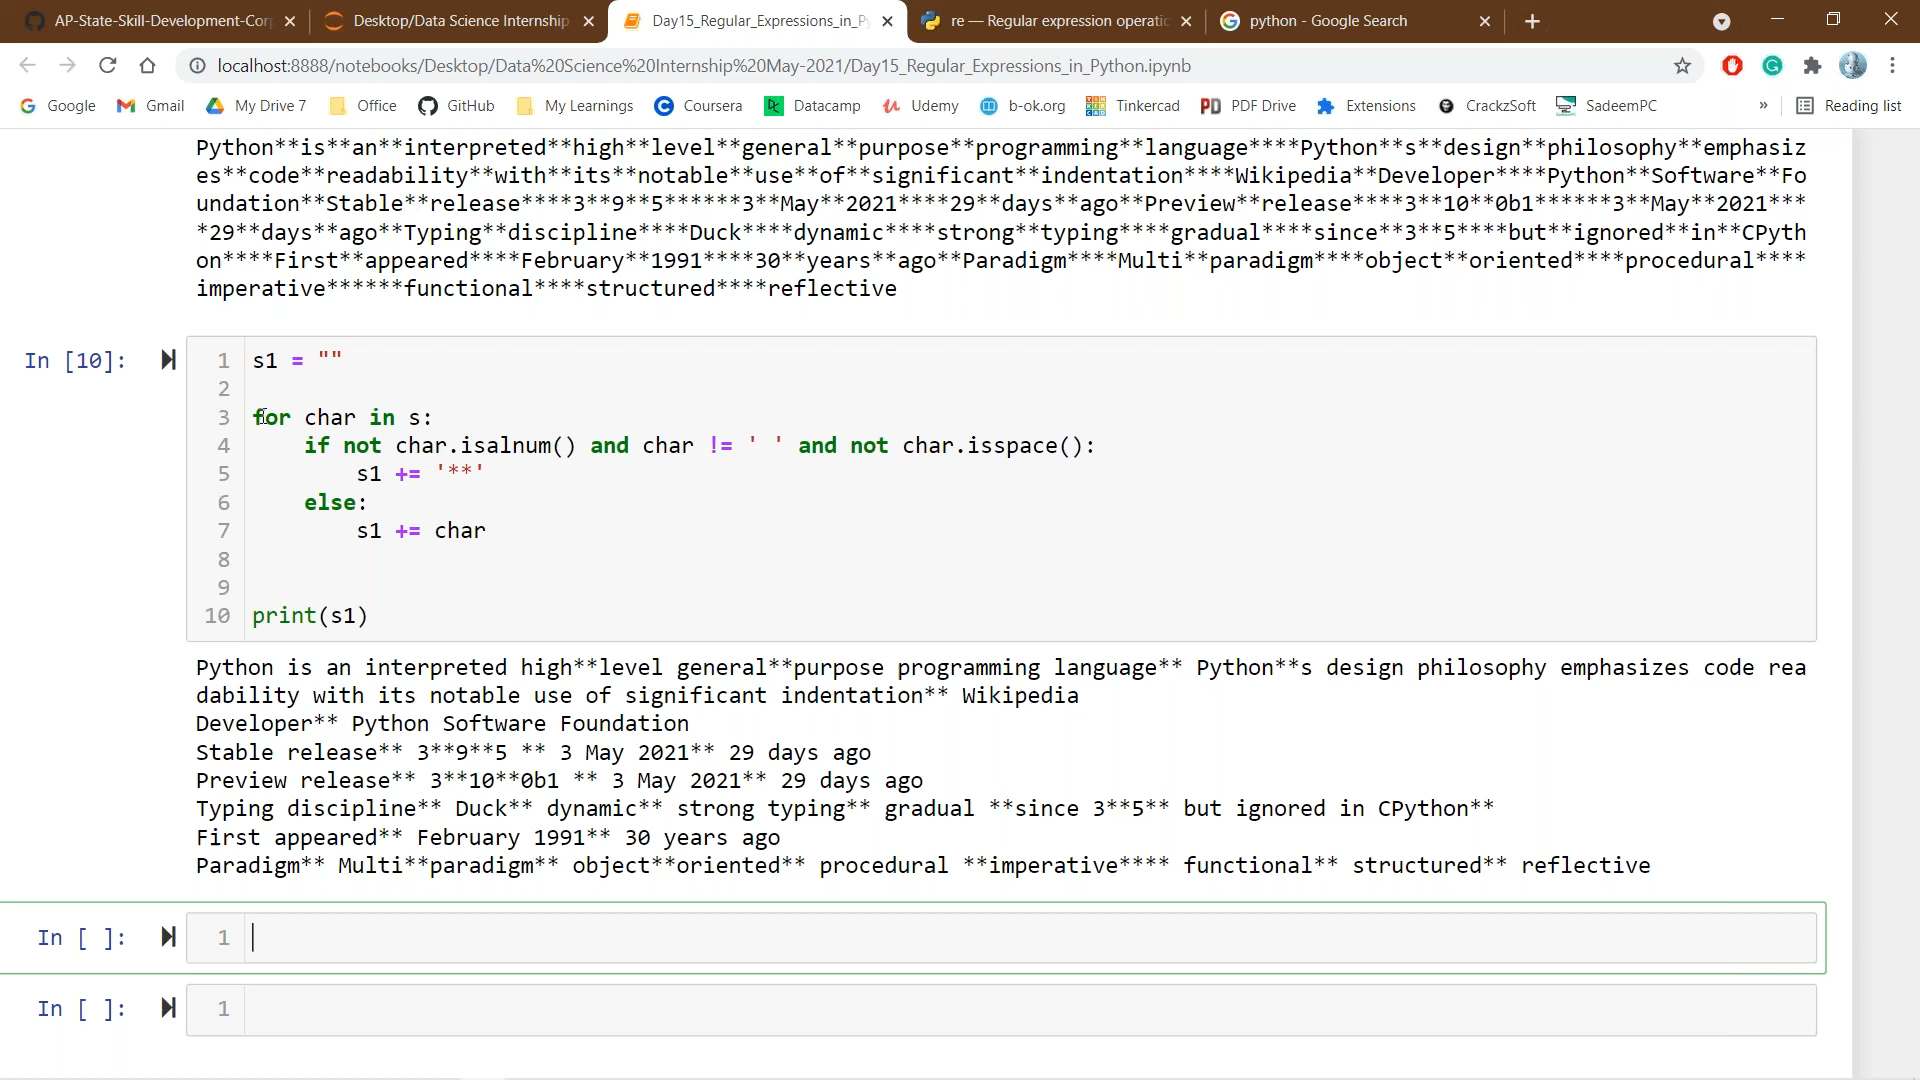 AP-State-Skill-Development-Cor
Desktop/Data Science Internship
Day15_Regular_Expressions_in_Py
re — Regular expression operatio
python - Google Search
localhost:8888/notebooks/Desktop/Data%20Science%20Internship%20May-2021/Day15_Regular_Expressions_in_Python.ipynb
Google Gmail My Drive 7 Office GitHub My Learnings Coursera Datacamp Udemy b-ok.org Tinkercad PDF Drive Extensions CrackzSoft SadeemPC » Reading list
Python**is**an**interpreted**high**level**general**purpose**programming**language****Python**s**design**philosophy**emphasiz
es**code**readability**with**its**notable**use**of**significant**indentation****Wikipedia**Developer****Python**Software**Fo
undation**Stable**release****3**9**5******3**May**2021****29**days**ago**Preview**release****3**10**0b1******3**May**2021***
*29**days**ago**Typing**discipline****Duck****dynamic****strong**typing****gradual****since**3**5****but**ignored**in**CPyth
on****First**appeared****February**1991****30**years**ago**Paradigm****Multi**paradigm****object**oriented****procedural****
imperative******functional****structured****reflective
In [10]:
1 s1 = ""
2
3 for char in s:
4 if not char.isalnum() and char != ' ' and not char.isspace():
5 s1 += '**'
6 else:
7 s1 += char
8
9
10 print(s1)
Python is an interpreted high**level general**purpose programming language** Python**s design philosophy emphasizes code rea
dability with its notable use of significant indentation** Wikipedia
Developer** Python Software Foundation
Stable release** 3**9**5 ** 3 May 2021** 29 days ago
Preview release** 3**10**0b1 ** 3 May 2021** 29 days ago
Typing discipline** Duck** dynamic** strong typing** gradual **since 3**5** but ignored in CPython**
First appeared** February 1991** 30 years ago
Paradigm** Multi**paradigm** object**oriented** procedural **imperative**** functional** structured** reflective
In [ ]: 1
In [ ]: 1